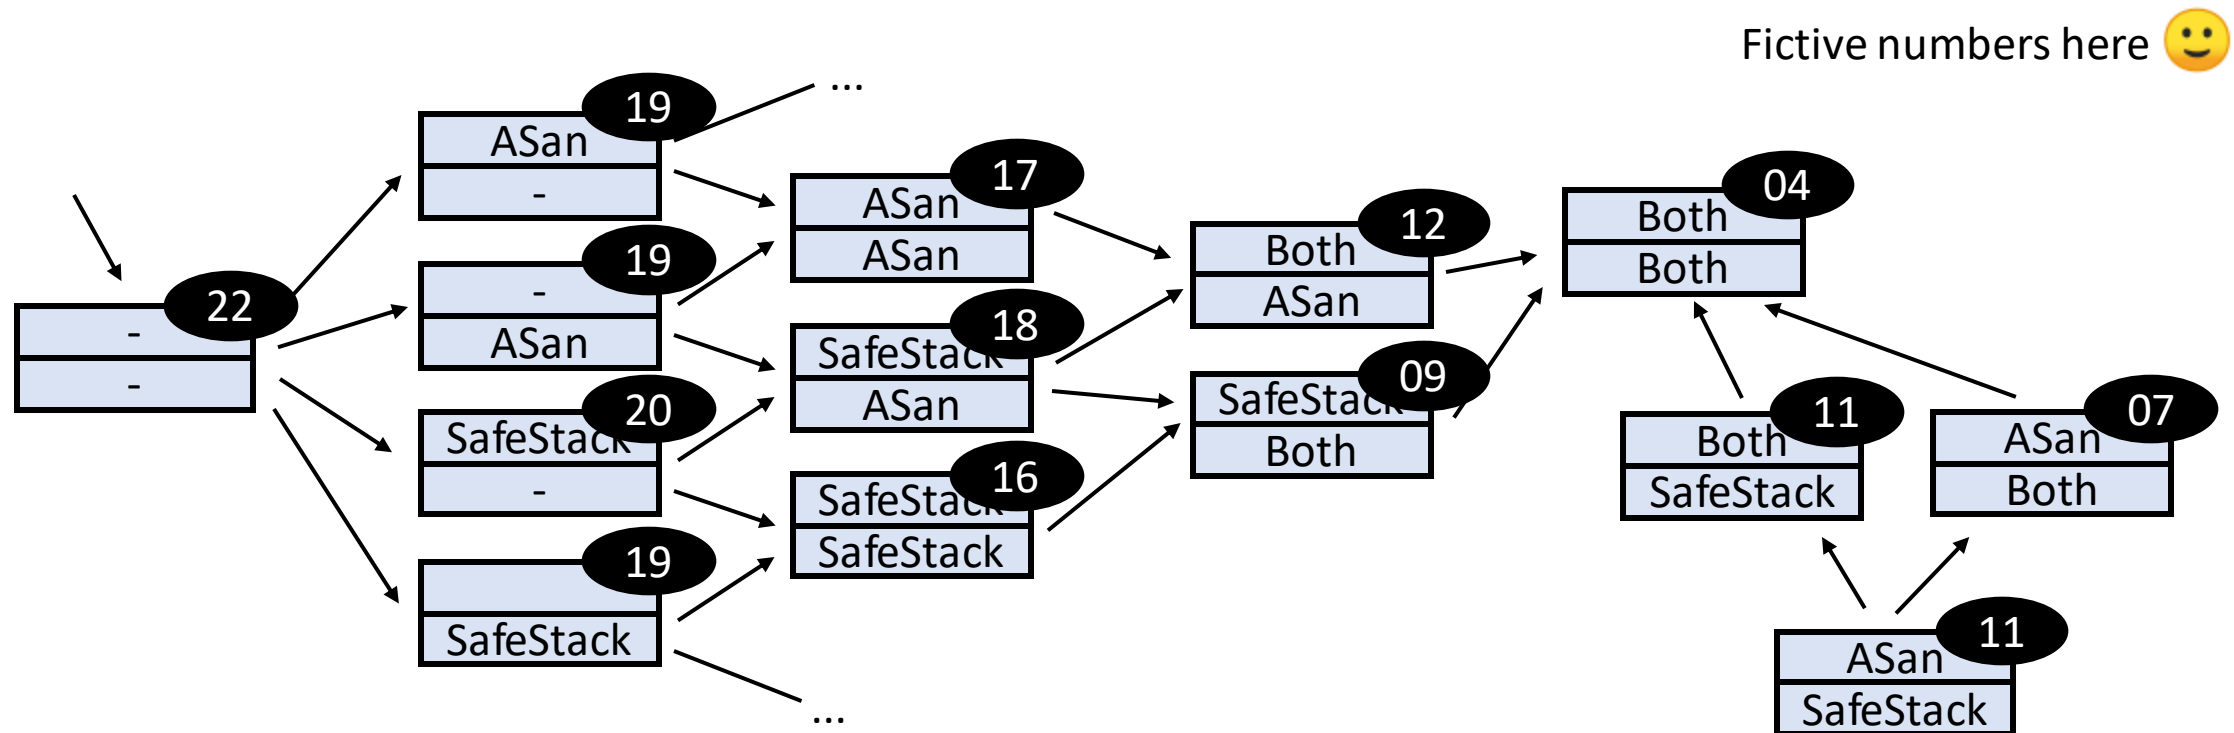 Fictive numbers here
22
-
-
19
ASan
-
19
-
ASan
20
SafeStack
-
19
SafeStack
...
...
17
ASan
ASan
18
SafeStack
ASan
16
SafeStack
SafeStack
12
Both
ASan
09
SafeStack
Both
04
Both
Both
11
Both
SafeStack
07
ASan
Both
11
ASan
SafeStack